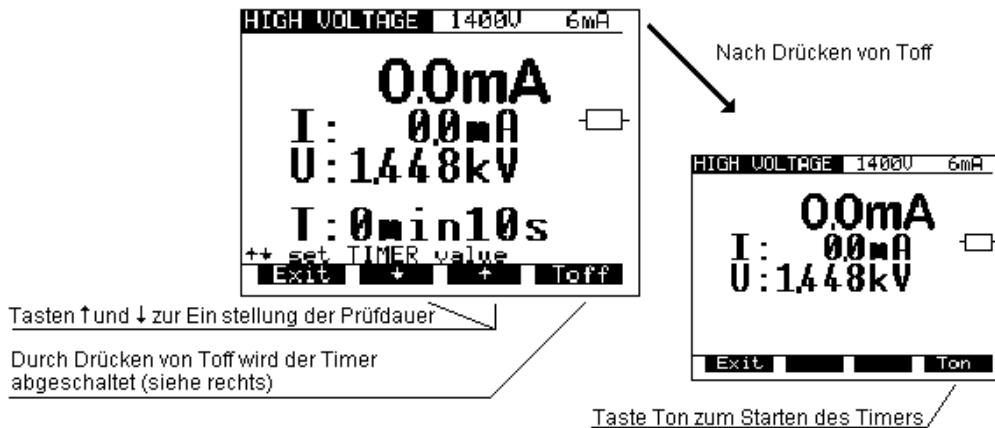 HIGH VOLTAGE 1400V 6mA
0.0mA
I: 0.0mA
U:1.448kV
T:0min10s
↑↓ set TIMER value
Exit ↓ ↑ Toff
Nach Drücken von Toff
HIGH VOLTAGE 1400V 6mA
0.0mA
I: 0.0mA
U:1.448kV
Exit Ton
Tasten ↑ und ↓ zur Ein stellung der Prüfdauer
Durch Drücken von Toff wird der Timer
abgeschaltet (siehe rechts)
Taste Ton zum Starten des Timers